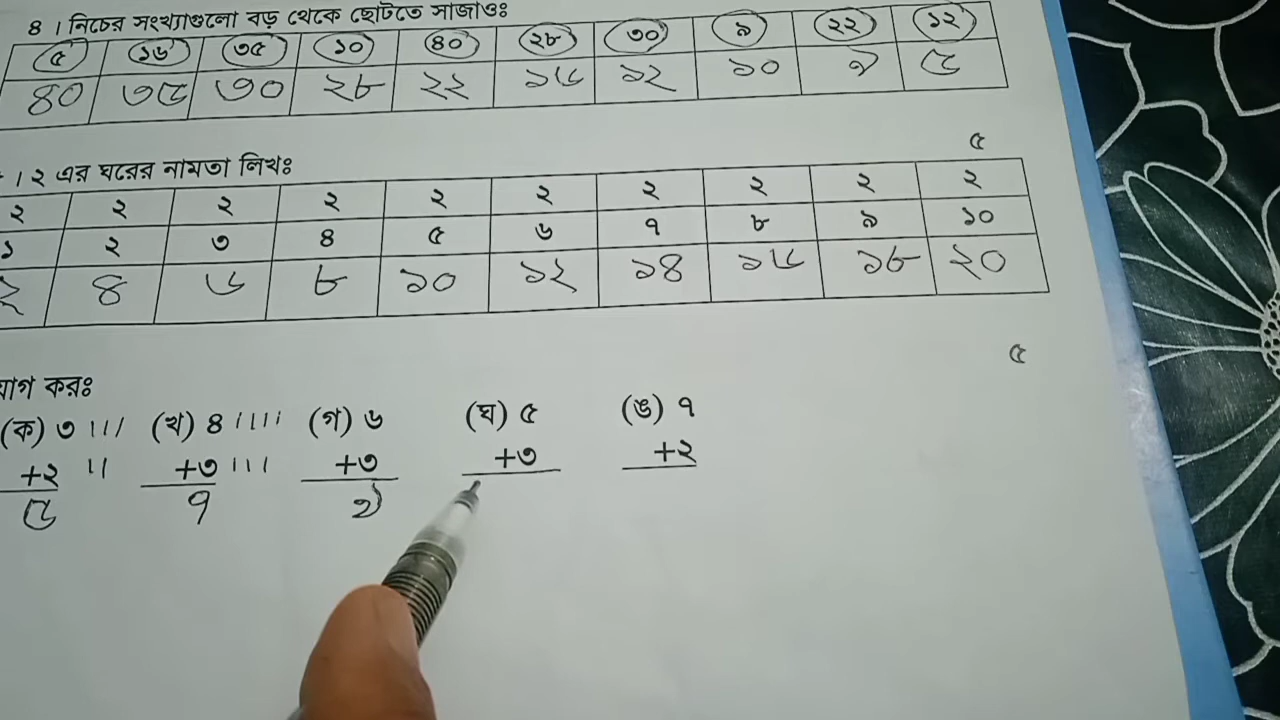 ৪। নিচের সংখ্যাগুলো বড় থেকে ছোটতে সাজাওঃ
৫ ১৬ ৩৫ ১০ ৪০ ২৮ ৩০ ৯ ২২ ১২
৪০ ৩৫ ৩০ ২৮ ২২ ১৬ ১২ ১০ ৯ ৫
৫
। ২ এর ঘরের নামতা লিখঃ
২ ২ ২ ২ ২ ২ ২ ২ ২ ২
১ ২ ৩ ৪ ৫ ৬ ৭ ৮ ৯ ১০
২ ৪ ৬ ৮ ১০ ১২ ১৪ ১৬ ১৮ ২০
৫
যোগ করঃ
(ক) ৩ ||| (খ) ৪ |||| (গ) ৬ (ঘ) ৫ (ঙ) ৭
+২ || +৩ ||| +৩ +৩ +২
৫ ৭ ৯